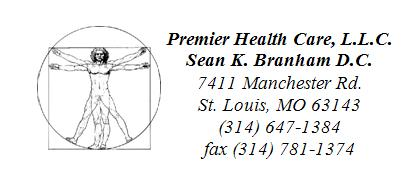 Premier Health Care, L.L.C.
Sean K. Branham D.C.
7411 Manchester Rd.
St. Louis, MO 63143
(314) 647-1384
fax (314) 781-1374